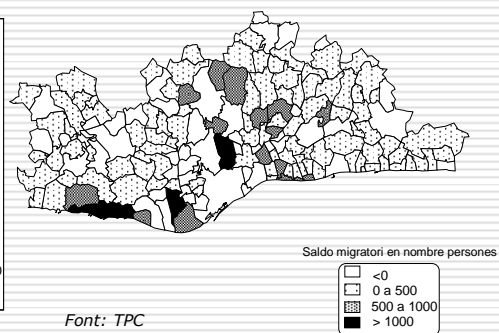 Saldo migratori en nombre persones
<0
0 a 500
500 a 1000
> 1000
Font: TPC